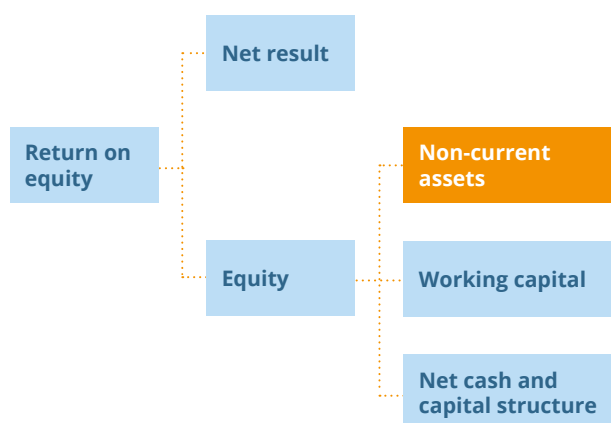 Net result
Return on
equity
Non-current
assets
Equity
Working capital
Net cash and
capital structure